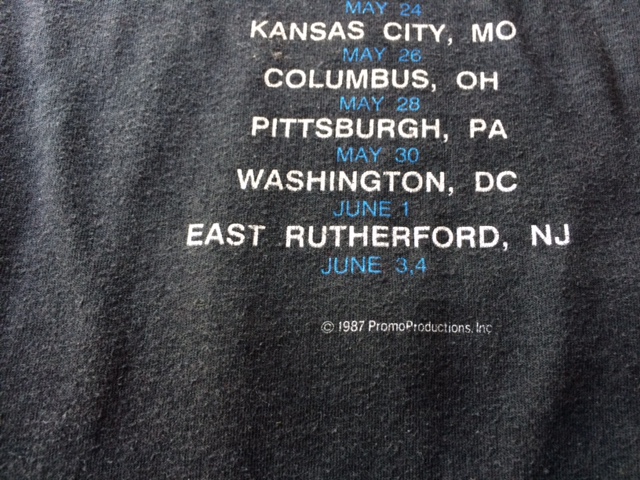 MAY 24
KANSAS CITY, MO
MAY 26
COLUMBUS, OH
MAY 28
PITTSBURGH, PA
MAY 30
WASHINGTON, DC
JUNE 1
EAST RUTHERFORD, NJ
JUNE 3,4
© 1987 PromoProductions, Inc